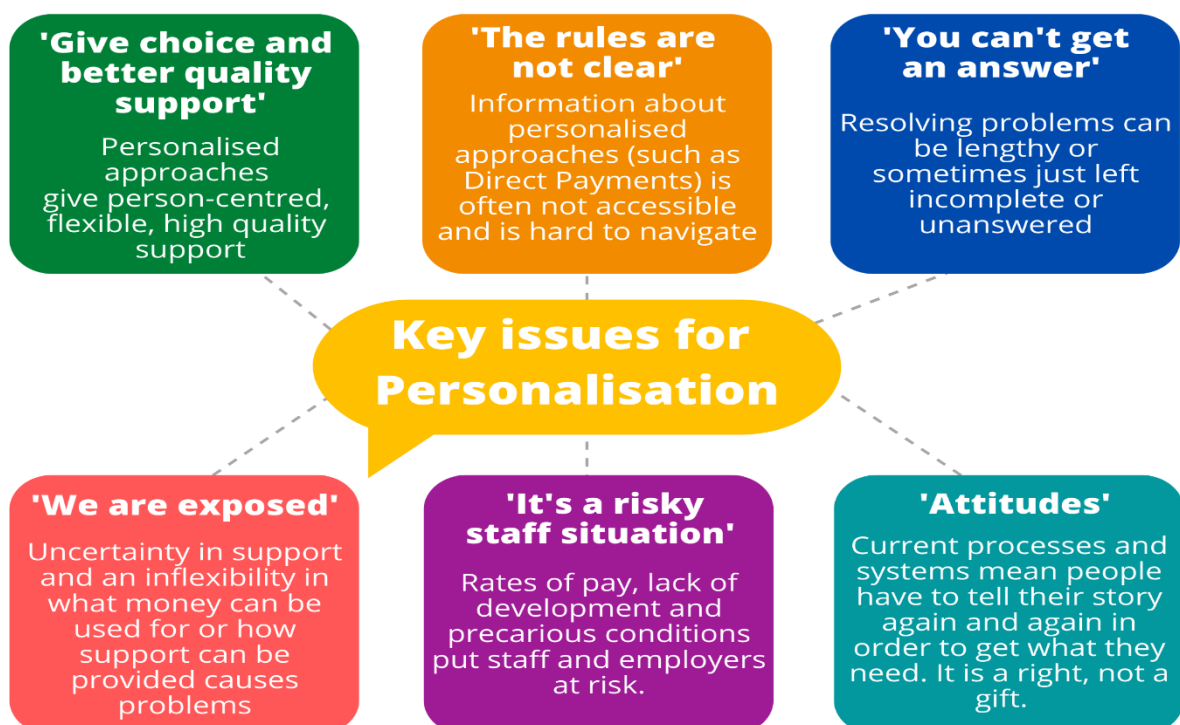 'Give choice and
better quality
support'
Personalised
approaches
give person-centred,
flexible, high quality
support
'The rules are
not clear'
Information about
personalised
approaches (such as
Direct Payments) is
often not accessible
and is hard to navigate
'You can't get
an answer'
Resolving problems can
be lengthy or
sometimes just left
incomplete or
unanswered
Key issues for
Personalisation
'We are exposed'
Uncertainty in support
and an inflexibility in
what money can be
used for or how
support can be
provided causes
problems
'It's a risky
staff situation'
Rates of pay, lack of
development and
precarious conditions
put staff and employers
at risk.
'Attitudes'
Current processes and
systems mean people
have to tell their story
again and again in
order to get what they
need. It is a right, not a
gift.